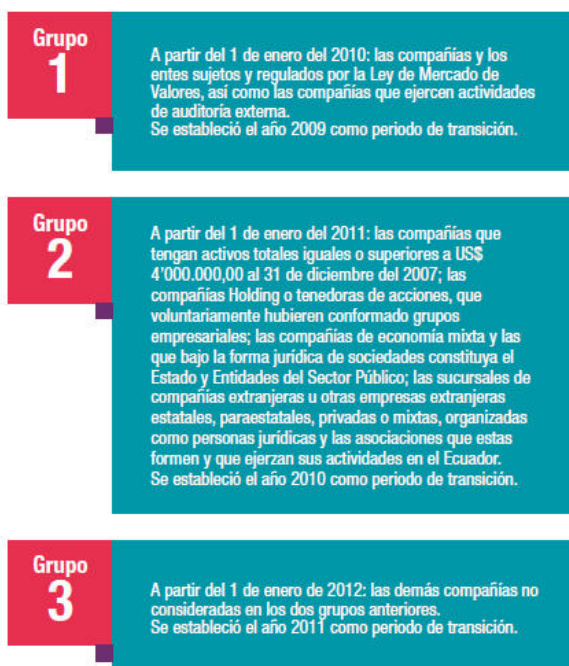 Grupo
1
A partir del 1 de enero del 2010: las compañías y los
entes sujetos y regulados por la Ley de Mercado de
Valores, así como las compañías que ejercen actividades
de auditoría externa.
Se estableció el año 2009 como periodo de transición.
Grupo
2
A partir del 1 de enero del 2011: las compañías que
tengan activos totales iguales o superiores a US$
4'000.000,00 al 31 de diciembre del 2007; las
compañías Holding o tenedoras de acciones, que
voluntariamente hubieren conformado grupos
empresariales; las compañías de economía mixta y las
que bajo la forma jurídica de sociedades constituya el
Estado y Entidades del Sector Público; las sucursales de
compañías extranjeras u otras empresas extranjeras
estatales, paraestatales, privadas o mixtas, organizadas
como personas jurídicas y las asociaciones que estas
formen y que ejerzan sus actividades en el Ecuador.
Se estableció el año 2010 como periodo de transición.
Grupo
3
A partir del 1 de enero de 2012: las demás compañías no
consideradas en los dos grupos anteriores.
Se estableció el año 2011 como periodo de transición.